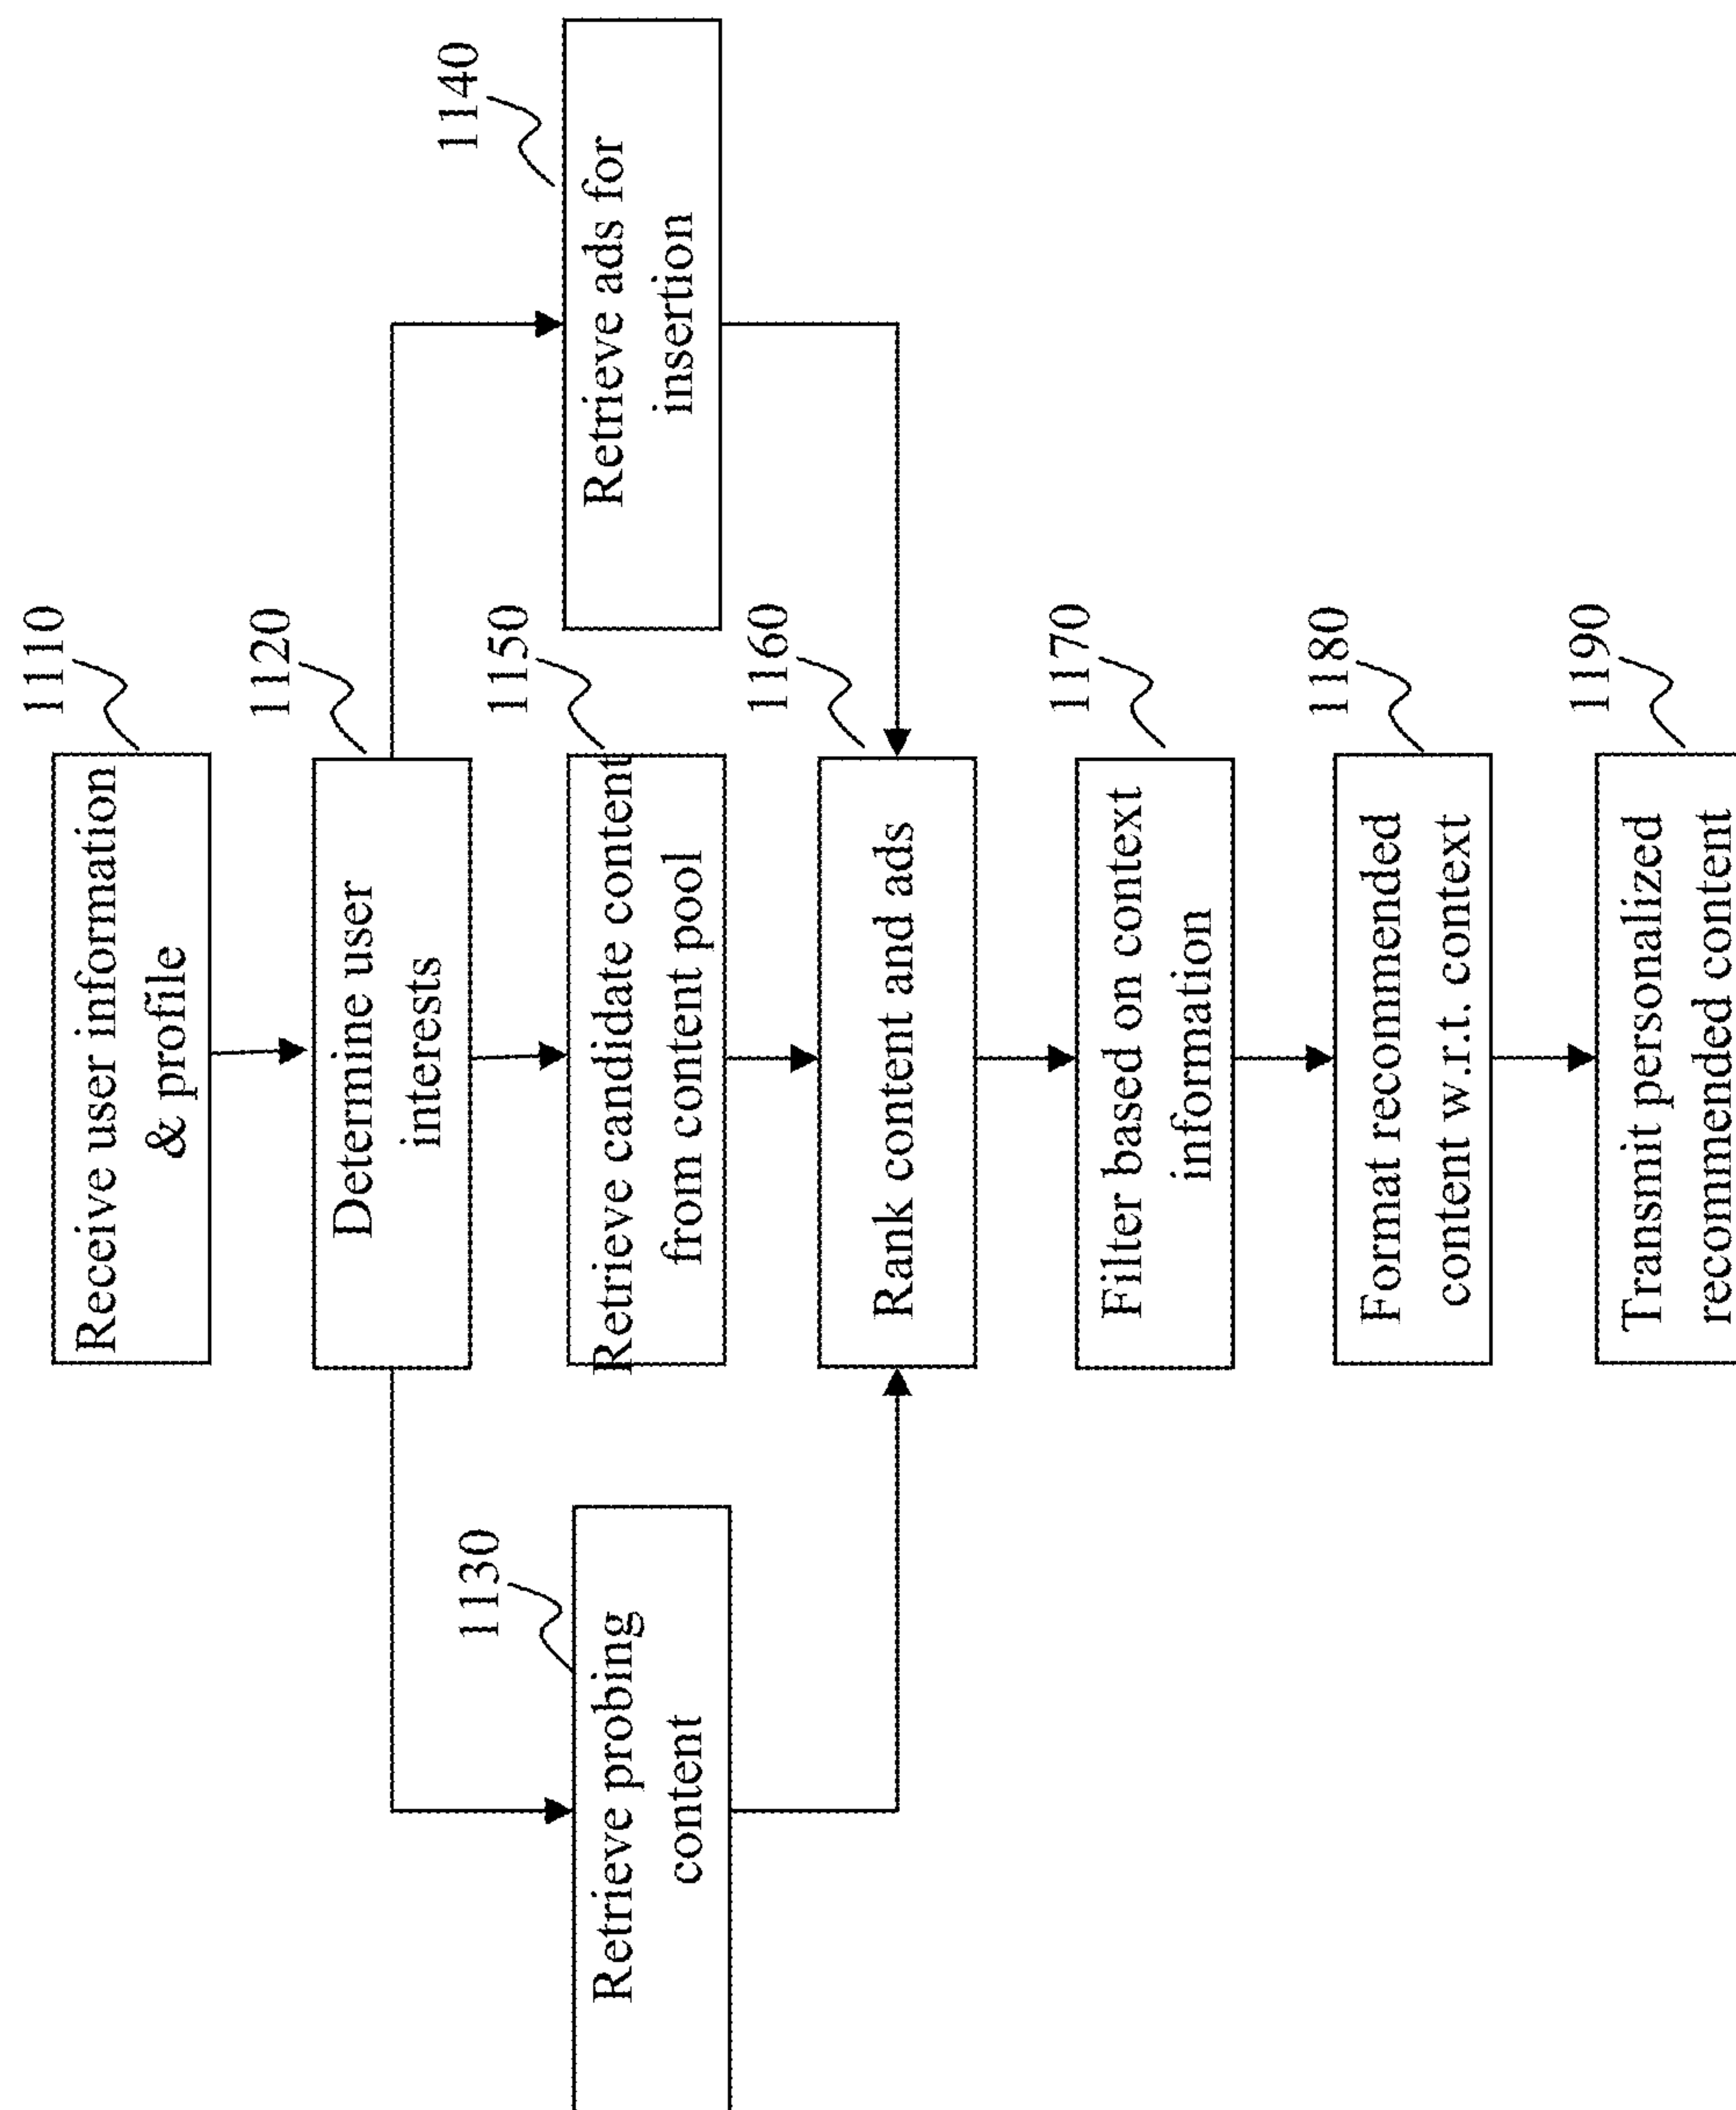 1110
Receive user information
& profile
1120
Determine user
interests
1130
Retrieve probing
content
1150
Retrieve candidate content
from content pool
1140
Retrieve ads for
insertion
1160
Rank content and ads
1170
Filter based on context
information
1180
Format recommended
content w.r.t. context
1190
Transmit personalized
recommended content